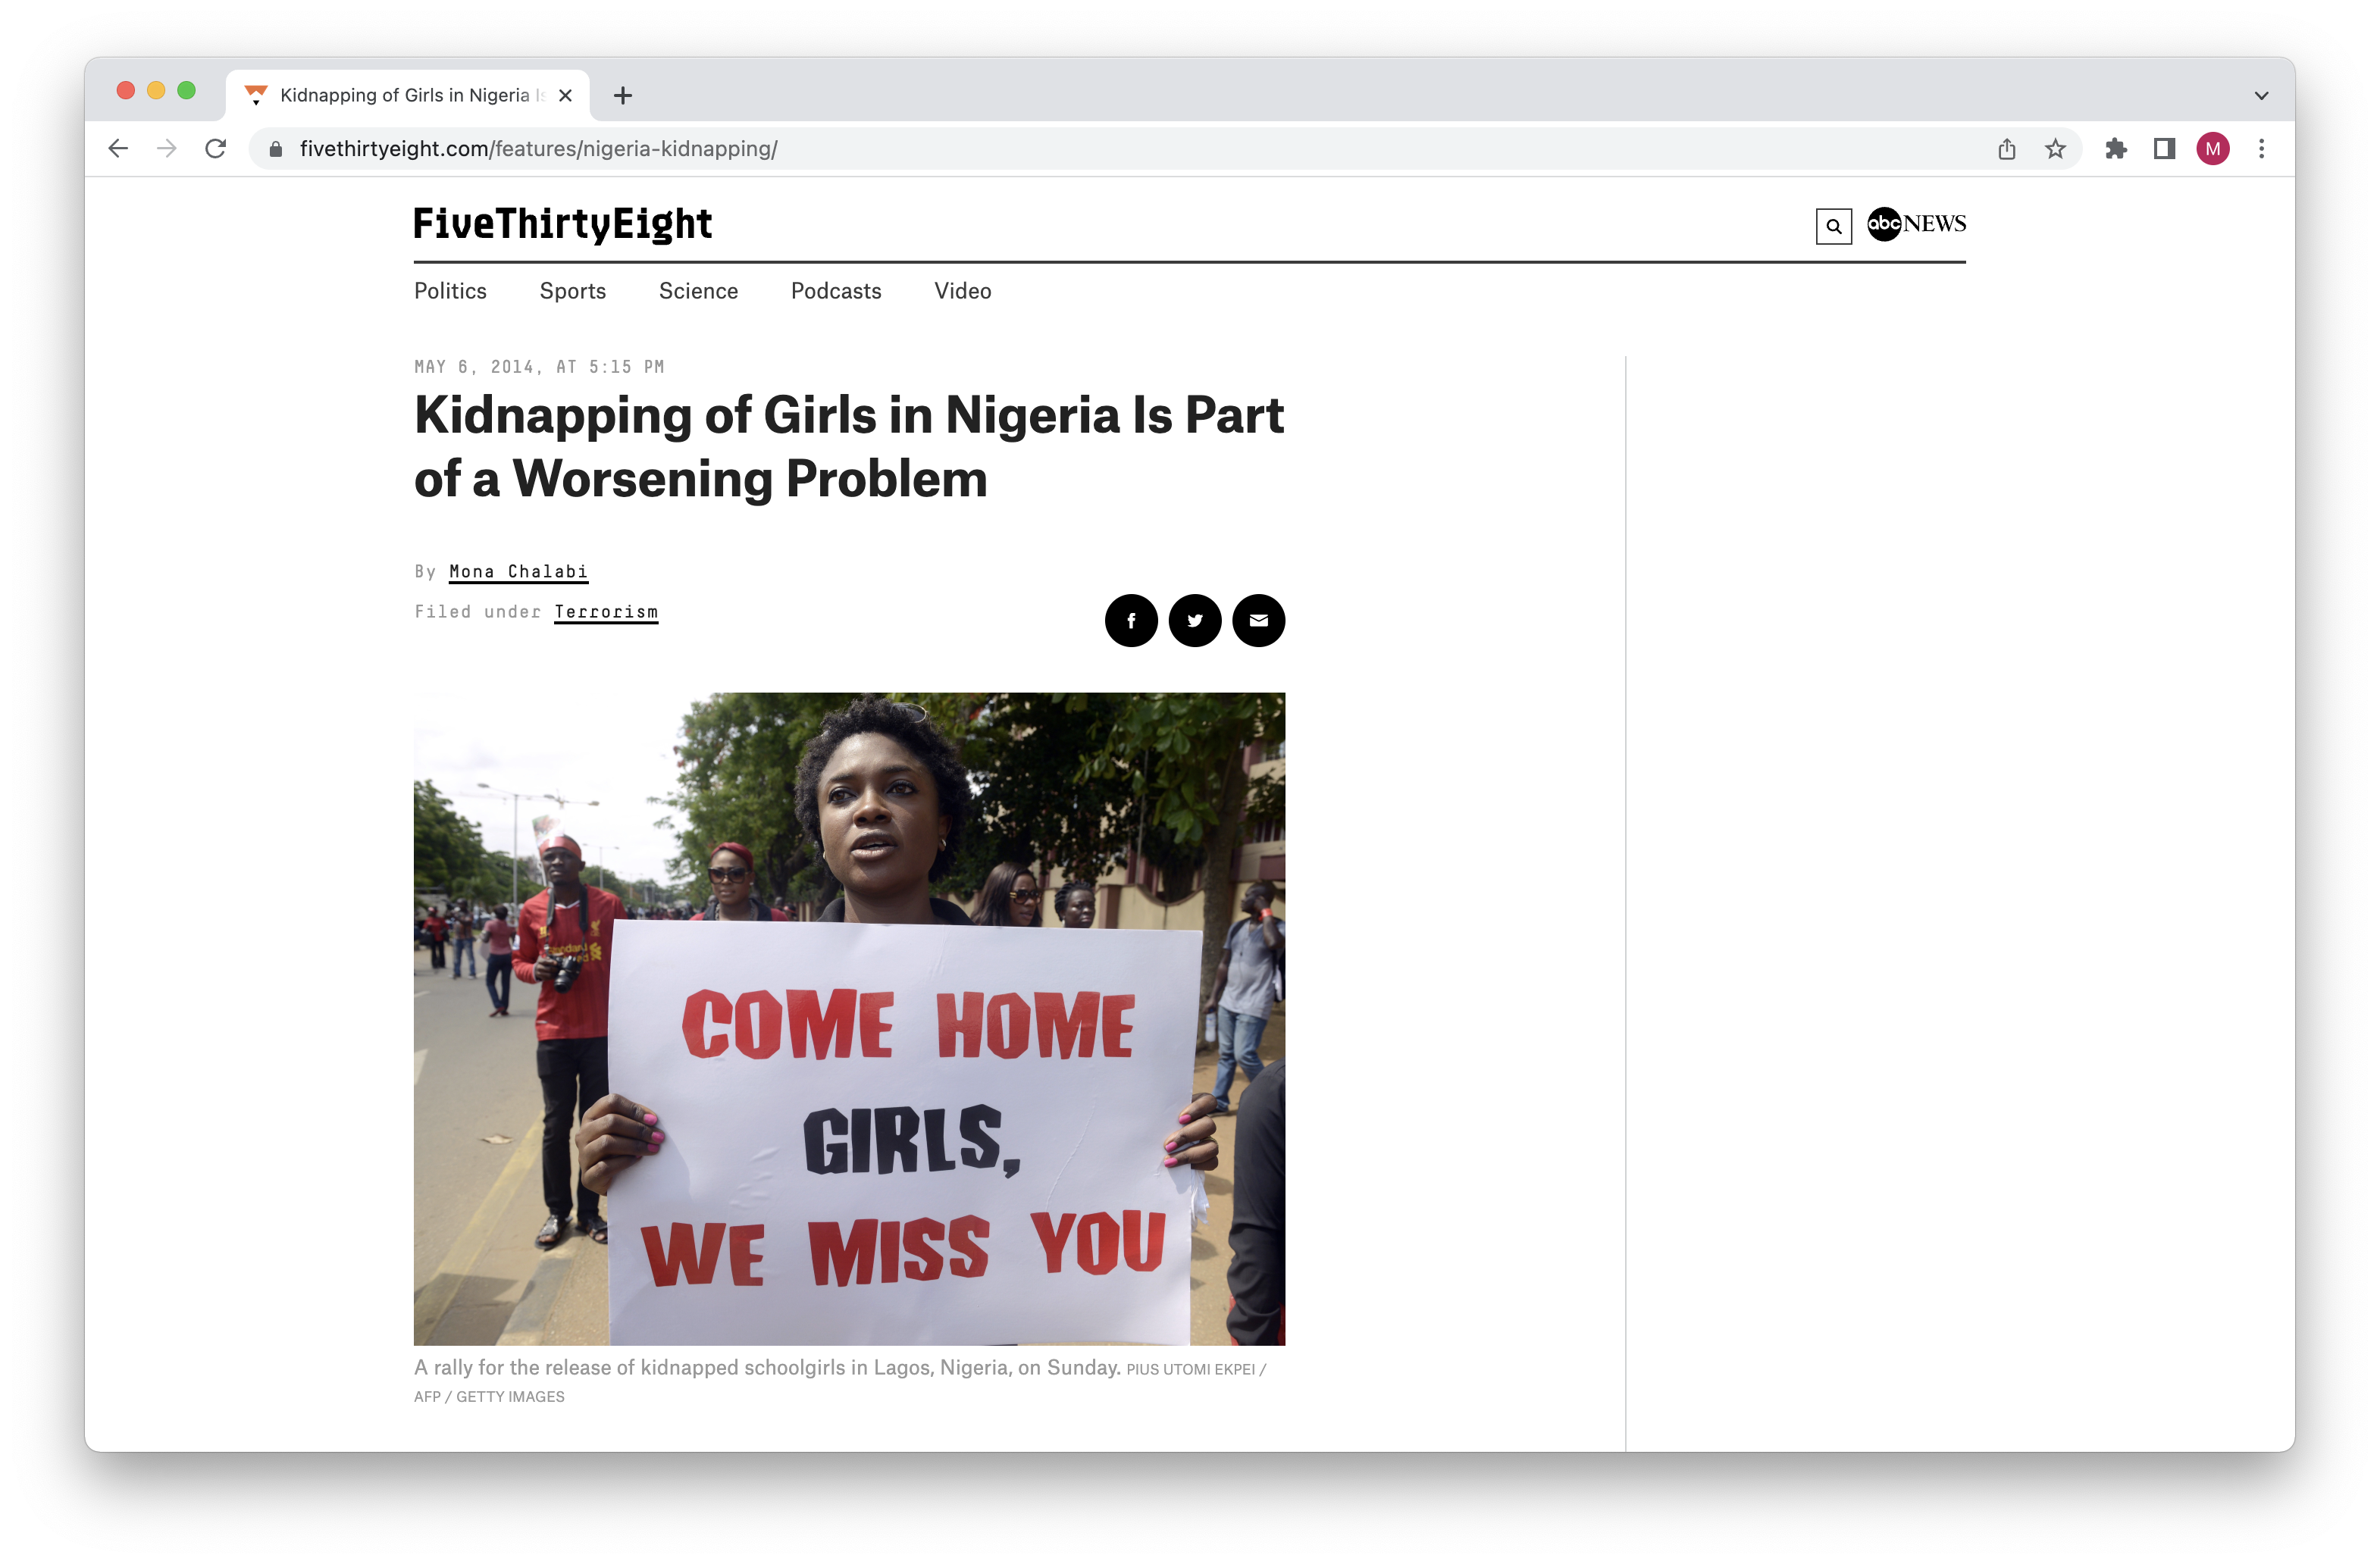 Kidnapping of Girls in Nigeria Is
fivethirtyeight.com/features/nigeria-kidnapping/
M
FiveThirtyEight
abc NEWS
Politics Sports Science Podcasts Video
MAY 6, 2014, AT 5:15 PM
Kidnapping of Girls in Nigeria Is Part
of a Worsening Problem
By Mona Chalabi
Filed under Terrorism
f
COME HOME
GIRLS,
WE MISS YOU
A rally for the release of kidnapped schoolgirls in Lagos, Nigeria, on Sunday. PIUS UTOMI EKPEI /
AFP / GETTY IMAGES